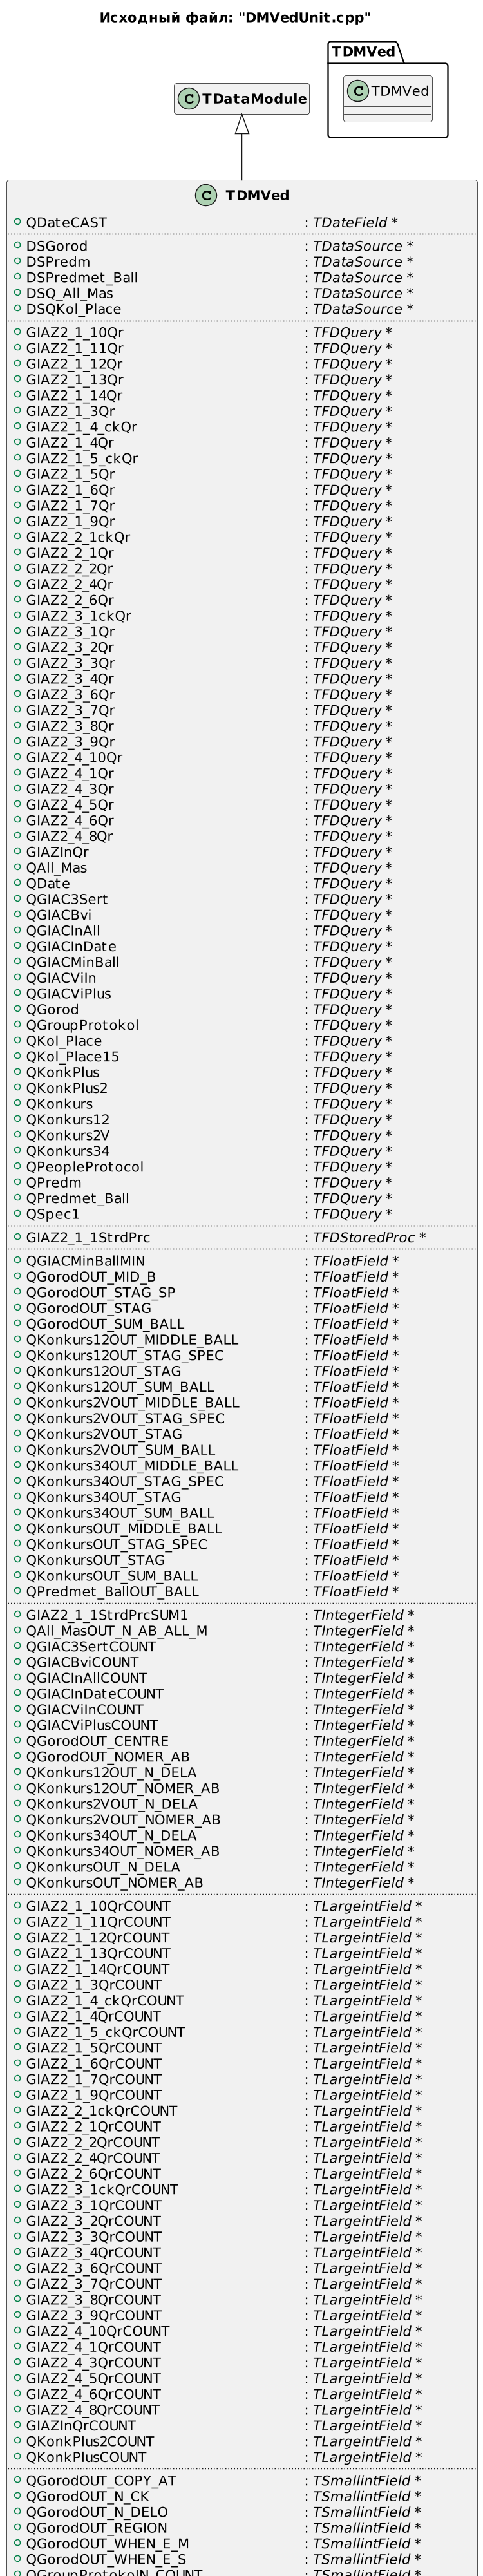 Исходный файл: "DMVedUnit.cpp"
TDMVed
C TDataModule
C TDMVed
C TDMVed
QDateCAST : TDateField *
DSGorod : TDataSource *
DSPredm : TDataSource *
DSPredmet_Ball : TDataSource *
DSQ_All_Mas : TDataSource *
DSQKol_Place : TDataSource *
GIAZ2_1_10Qr : TFDQuery *
GIAZ2_1_11Qr : TFDQuery *
GIAZ2_1_12Qr : TFDQuery *
GIAZ2_1_13Qr : TFDQuery *
GIAZ2_1_14Qr : TFDQuery *
GIAZ2_1_3Qr : TFDQuery *
GIAZ2_1_4_ckQr : TFDQuery *
GIAZ2_1_4Qr : TFDQuery *
GIAZ2_1_5_ckQr : TFDQuery *
GIAZ2_1_5Qr : TFDQuery *
GIAZ2_1_6Qr : TFDQuery *
GIAZ2_1_7Qr : TFDQuery *
GIAZ2_1_9Qr : TFDQuery *
GIAZ2_2_1ckQr : TFDQuery *
GIAZ2_2_1Qr : TFDQuery *
GIAZ2_2_2Qr : TFDQuery *
GIAZ2_2_4Qr : TFDQuery *
GIAZ2_2_6Qr : TFDQuery *
GIAZ2_3_1ckQr : TFDQuery *
GIAZ2_3_1Qr : TFDQuery *
GIAZ2_3_2Qr : TFDQuery *
GIAZ2_3_3Qr : TFDQuery *
GIAZ2_3_4Qr : TFDQuery *
GIAZ2_3_6Qr : TFDQuery *
GIAZ2_3_7Qr : TFDQuery *
GIAZ2_3_8Qr : TFDQuery *
GIAZ2_3_9Qr : TFDQuery *
GIAZ2_4_10Qr : TFDQuery *
GIAZ2_4_1Qr : TFDQuery *
GIAZ2_4_3Qr : TFDQuery *
GIAZ2_4_5Qr : TFDQuery *
GIAZ2_4_6Qr : TFDQuery *
GIAZ2_4_8Qr : TFDQuery *
GIAZInQr : TFDQuery *
QAll_Mas : TFDQuery *
QDate : TFDQuery *
QGIAC3Sert : TFDQuery *
QGIACBvi : TFDQuery *
QGIACInAll : TFDQuery *
QGIACInDate : TFDQuery *
QGIACMinBall : TFDQuery *
QGIACViIn : TFDQuery *
QGIACViPlus : TFDQuery *
QGorod : TFDQuery *
QGroupProtokol : TFDQuery *
QKol_Place : TFDQuery *
QKol_Place15 : TFDQuery *
QKonkPlus : TFDQuery *
QKonkPlus2 : TFDQuery *
QKonkurs : TFDQuery *
QKonkurs12 : TFDQuery *
QKonkurs2V : TFDQuery *
QKonkurs34 : TFDQuery *
QPeopleProtocol : TFDQuery *
QPredm : TFDQuery *
QPredmet_Ball : TFDQuery *
QSpec1 : TFDQuery *
GIAZ2_1_1StrdPrc : TFDStoredProc *
QGIACMinBallMIN : TFloatField *
QGorodOUT_MID_B : TFloatField *
QGorodOUT_STAG_SP : TFloatField *
QGorodOUT_STAG : TFloatField *
QGorodOUT_SUM_BALL : TFloatField *
QKonkurs12OUT_MIDDLE_BALL : TFloatField *
QKonkurs12OUT_STAG_SPEC : TFloatField *
QKonkurs12OUT_STAG : TFloatField *
QKonkurs12OUT_SUM_BALL : TFloatField *
QKonkurs2VOUT_MIDDLE_BALL : TFloatField *
QKonkurs2VOUT_STAG_SPEC : TFloatField *
QKonkurs2VOUT_STAG : TFloatField *
QKonkurs2VOUT_SUM_BALL : TFloatField *
QKonkurs34OUT_MIDDLE_BALL : TFloatField *
QKonkurs34OUT_STAG_SPEC : TFloatField *
QKonkurs34OUT_STAG : TFloatField *
QKonkurs34OUT_SUM_BALL : TFloatField *
QKonkursOUT_MIDDLE_BALL : TFloatField *
QKonkursOUT_STAG_SPEC : TFloatField *
QKonkursOUT_STAG : TFloatField *
QKonkursOUT_SUM_BALL : TFloatField *
QPredmet_BallOUT_BALL : TFloatField *
GIAZ2_1_1StrdPrcSUM1 : TIntegerField *
QAll_MasOUT_N_AB_ALL_M : TIntegerField *
QGIAC3SertCOUNT : TIntegerField *
QGIACBviCOUNT : TIntegerField *
QGIACInAllCOUNT : TIntegerField *
QGIACInDateCOUNT : TIntegerField *
QGIACViInCOUNT : TIntegerField *
QGIACViPlusCOUNT : TIntegerField *
QGorodOUT_CENTRE : TIntegerField *
QGorodOUT_NOMER_AB : TIntegerField *
QKonkurs12OUT_N_DELA : TIntegerField *
QKonkurs12OUT_NOMER_AB : TIntegerField *
QKonkurs2VOUT_N_DELA : TIntegerField *
QKonkurs2VOUT_NOMER_AB : TIntegerField *
QKonkurs34OUT_N_DELA : TIntegerField *
QKonkurs34OUT_NOMER_AB : TIntegerField *
QKonkursOUT_N_DELA : TIntegerField *
QKonkursOUT_NOMER_AB : TIntegerField *
GIAZ2_1_10QrCOUNT : TLargeintField *
GIAZ2_1_11QrCOUNT : TLargeintField *
GIAZ2_1_12QrCOUNT : TLargeintField *
GIAZ2_1_13QrCOUNT : TLargeintField *
GIAZ2_1_14QrCOUNT : TLargeintField *
GIAZ2_1_3QrCOUNT : TLargeintField *
GIAZ2_1_4_ckQrCOUNT : TLargeintField *
GIAZ2_1_4QrCOUNT : TLargeintField *
GIAZ2_1_5_ckQrCOUNT : TLargeintField *
GIAZ2_1_5QrCOUNT : TLargeintField *
GIAZ2_1_6QrCOUNT : TLargeintField *
GIAZ2_1_7QrCOUNT : TLargeintField *
GIAZ2_1_9QrCOUNT : TLargeintField *
GIAZ2_2_1ckQrCOUNT : TLargeintField *
GIAZ2_2_1QrCOUNT : TLargeintField *
GIAZ2_2_2QrCOUNT : TLargeintField *
GIAZ2_2_4QrCOUNT : TLargeintField *
GIAZ2_2_6QrCOUNT : TLargeintField *
GIAZ2_3_1ckQrCOUNT : TLargeintField *
GIAZ2_3_1QrCOUNT : TLargeintField *
GIAZ2_3_2QrCOUNT : TLargeintField *
GIAZ2_3_3QrCOUNT : TLargeintField *
GIAZ2_3_4QrCOUNT : TLargeintField *
GIAZ2_3_6QrCOUNT : TLargeintField *
GIAZ2_3_7QrCOUNT : TLargeintField *
GIAZ2_3_8QrCOUNT : TLargeintField *
GIAZ2_3_9QrCOUNT : TLargeintField *
GIAZ2_4_10QrCOUNT : TLargeintField *
GIAZ2_4_1QrCOUNT : TLargeintField *
GIAZ2_4_3QrCOUNT : TLargeintField *
GIAZ2_4_5QrCOUNT : TLargeintField *
GIAZ2_4_6QrCOUNT : TLargeintField *
GIAZ2_4_8QrCOUNT : TLargeintField *
GIAZInQrCOUNT : TLargeintField *
QKonkPlus2COUNT : TLargeintField *
QKonkPlusCOUNT : TLargeintField *
QGorodOUT_COPY_AT : TSmallintField *
QGorodOUT_N_CK : TSmallintField *
QGorodOUT_N_DELO : TSmallintField *
QGorodOUT_REGION : TSmallintField *
QGorodOUT_WHEN_E_M : TSmallintField *
QGorodOUT_WHEN_E_S : TSmallintField *
QGroupProtokolN_COUNT : TSmallintField *